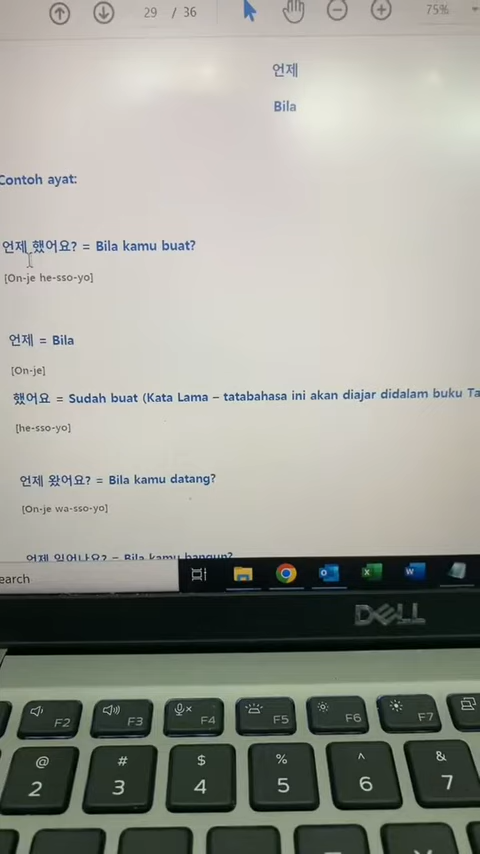 29 / 36
75%
언제
Bila
Contoh ayat:
언제 했어요? = Bila kamu buat?
[On-je he-sso-yo]
언제 = Bila
[On-je]
했어요 = Sudah buat (Kata Lama – tatabahasa ini akan diajar didalam buku Ta
[he-sso-yo]
언제 왔어요? = Bila kamu datang?
[On-je wa-sso-yo]
= Bila kamu bangun?
earch
DELL
F2 F3 F4 F5 F6 F7
@ # $ % ^ &
2 3 4 5 6 7